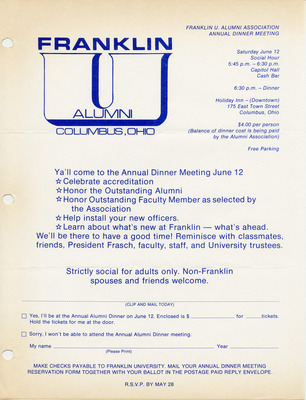 FRANKLIN U. ALUMNI ASSOCIATION
ANNUAL DINNER MEETING
FRANKLIN
U
ALUMNI
COLUMBUS, OHIO
Saturday June 12
Social Hour
5:45 p.m. – 6:30 p.m.
Capitol Hall
Cash Bar
6:30 p.m. – Dinner
Holiday Inn – (Downtown)
175 East Town Street
Columbus, Ohio
$4.00 per person
(Balance of dinner cost is being paid
by the Alumni Association)
Free Parking
Ya'll come to the Annual Dinner Meeting June 12
☆Celebrate accreditation
☆Honor the Outstanding Alumni
☆Honor Outstanding Faculty Member as selected by
the Association
☆Help install your new officers.
☆Learn about what's new at Franklin — what's ahead.
We'll be there to have a good time! Reminisce with classmates,
friends, President Frasch, faculty, staff, and University trustees.
Strictly social for adults only. Non-Franklin
spouses and friends welcome.
(CLIP AND MAIL TODAY)
☐ Yes, I'll be at the Annual Alumni Dinner on June 12. Enclosed is $ ________ for ______ tickets.
Hold the tickets for me at the door.
☐ Sorry, I won't be able to attend the Annual Alumni Dinner meeting.
My name ________________ Year ________
(Please Print)
MAKE CHECKS PAYABLE TO FRANKLIN UNIVERSITY. MAIL YOUR ANNUAL DINNER MEETING
RESERVATION FORM TOGETHER WITH YOUR BALLOT IN THE POSTAGE PAID REPLY ENVELOPE.
R.S.V.P. BY MAY 28